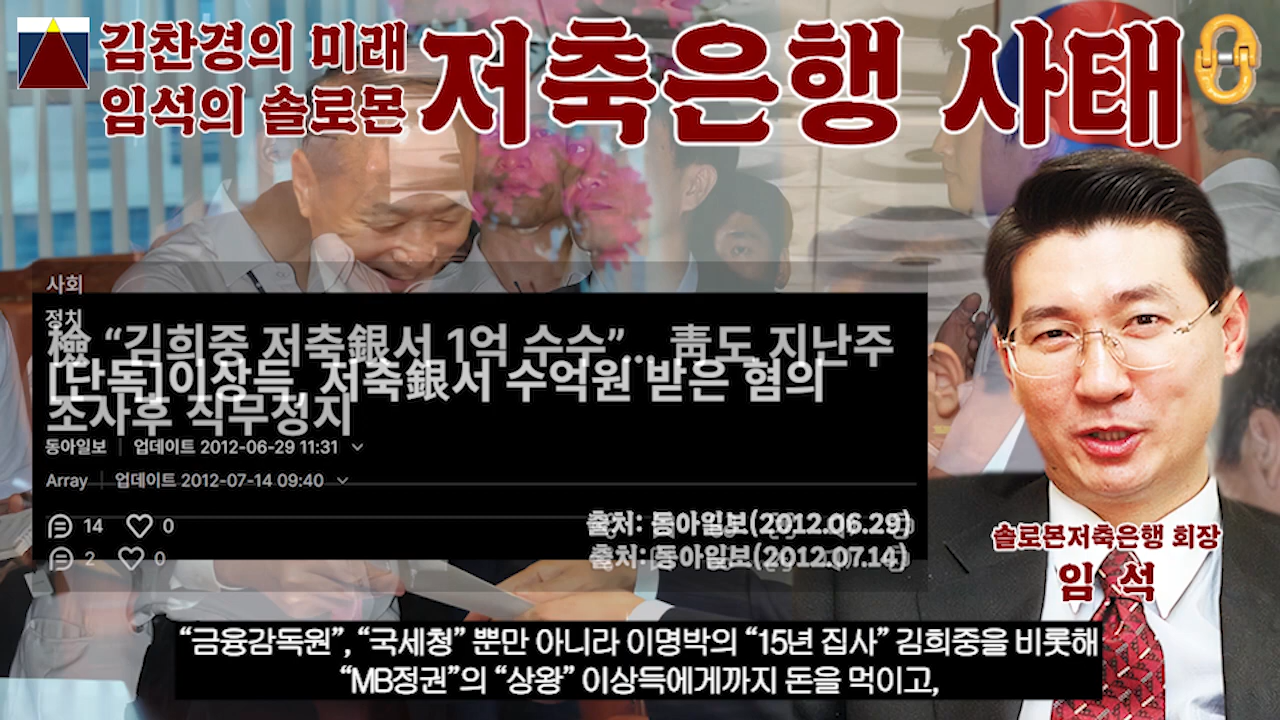 김찬경의 미래
임석의 솔로몬
저축은행 사태
사회
정치
檢 “김희중 저축銀서 1억 수수”... 靑도 지난주
조사후 직무정지
[단독]이상득, 저축銀서 수억원 받은 혐의
동아일보 | 업데이트 2012-06-29 11:31
Array | 업데이트 2012-07-14 09:40
14 0
2 0
출처: 동아일보(2012.06.29)
출처: 동아일보(2012.07.14)
솔로몬저축은행 회장
임 석
“금융감독원”, “국세청” 뿐만 아니라 이명박의 “15년 집사” 김희중을 비롯해
“MB정권”의 “상왕” 이상득에게까지 돈을 먹이고,